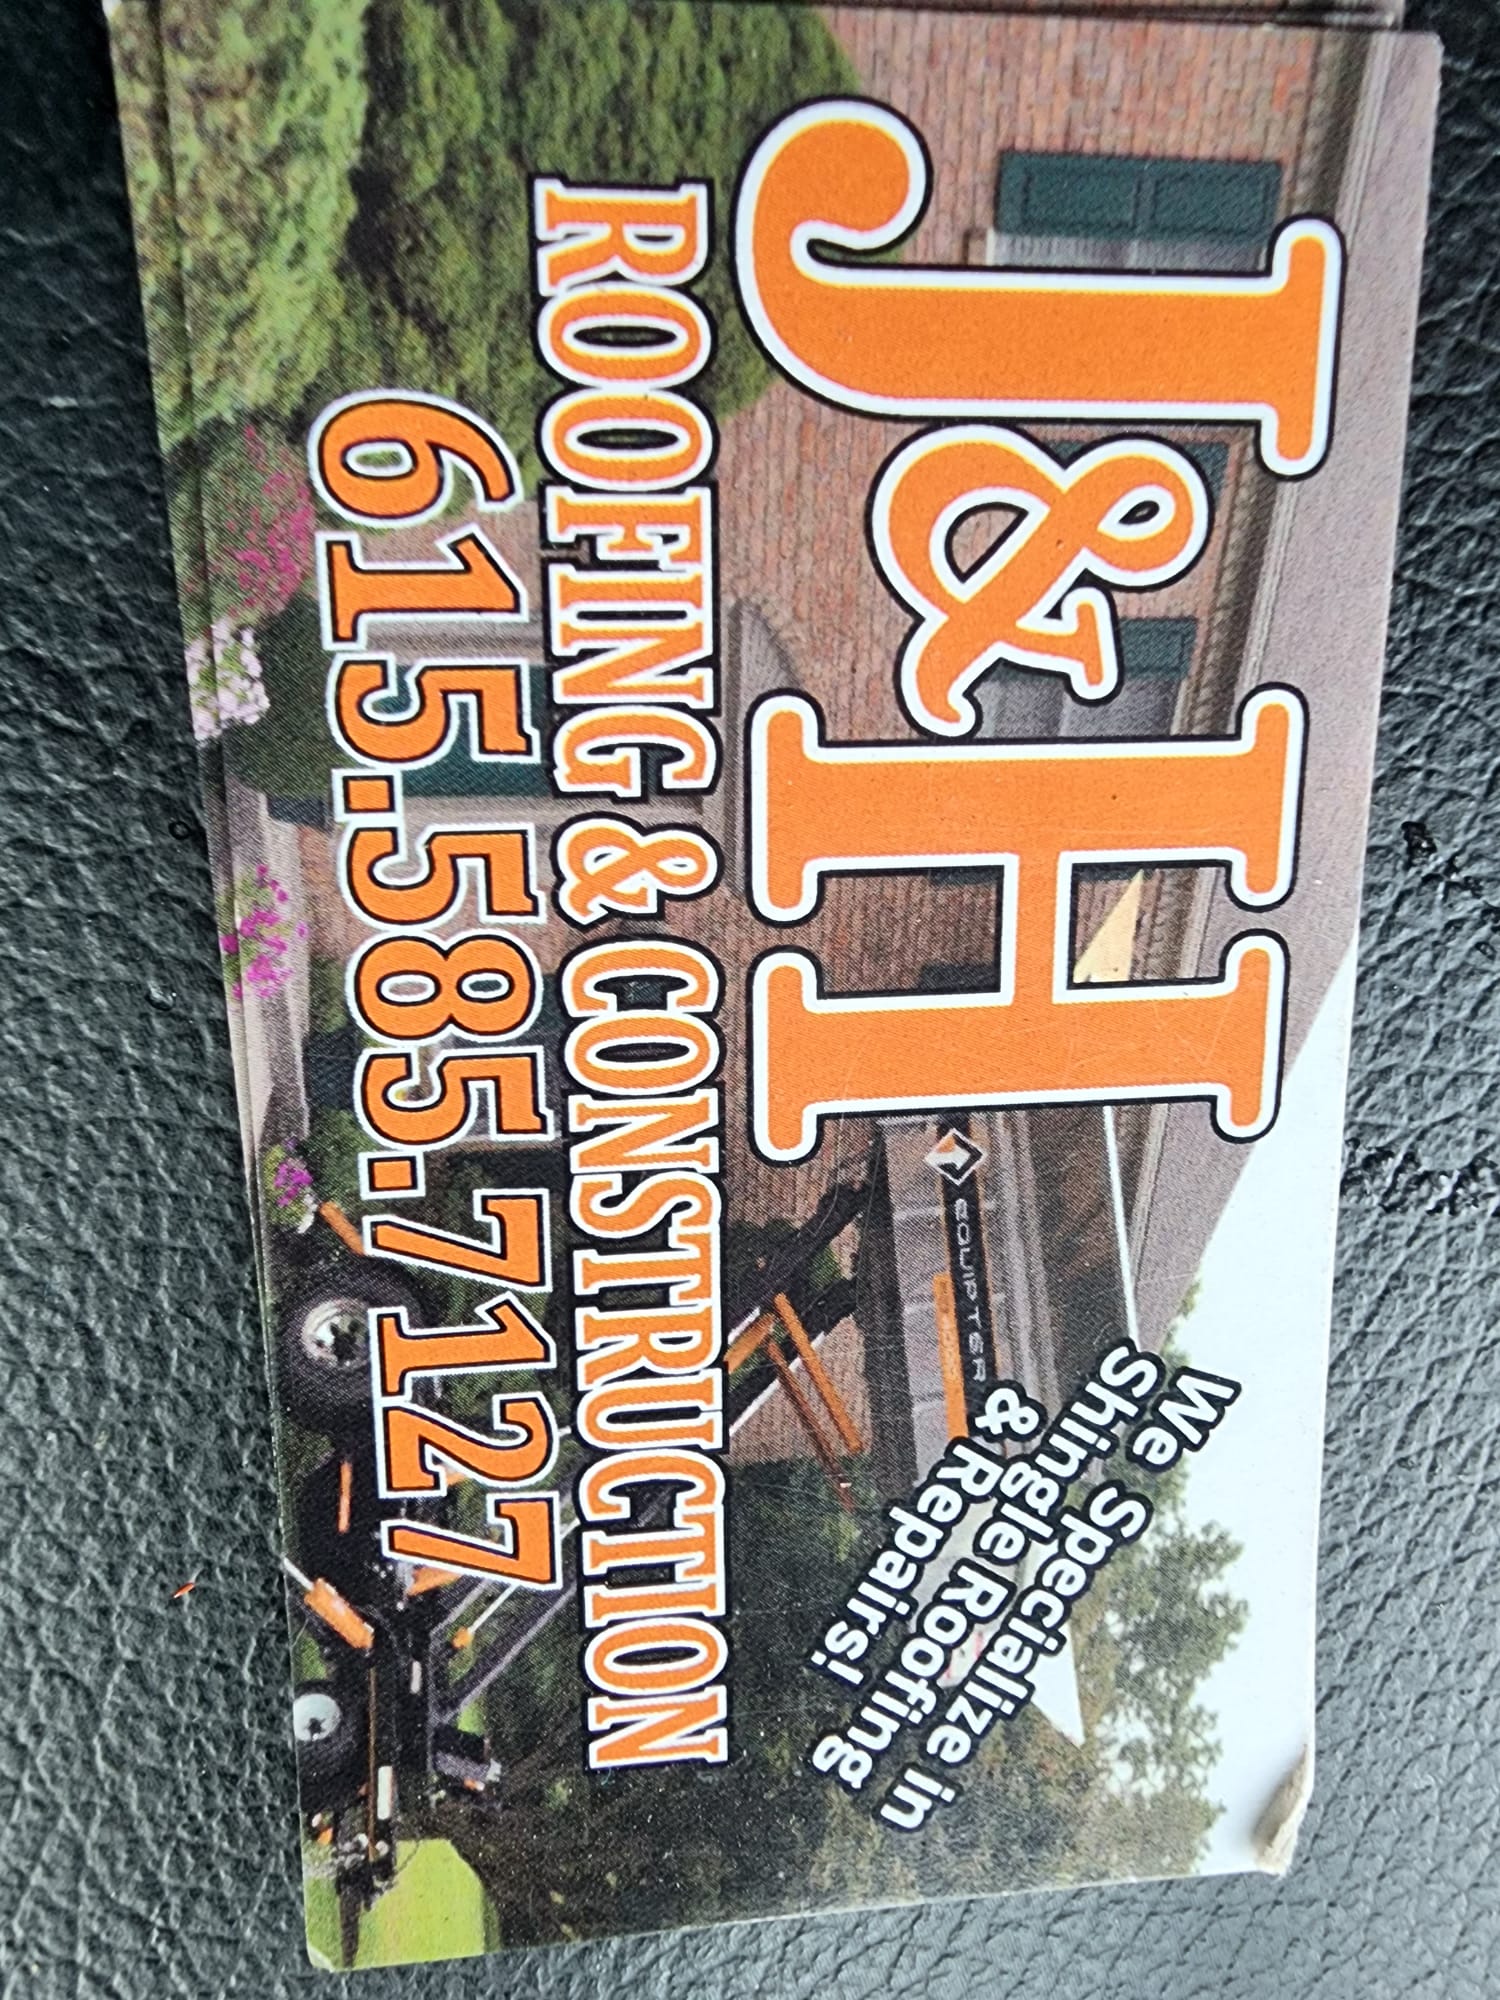 J&H
We Specialize in
Shingle Roofing
& Repairs!
EQUIPTER
ROOFING & CONSTRUCTION
615.585.7127